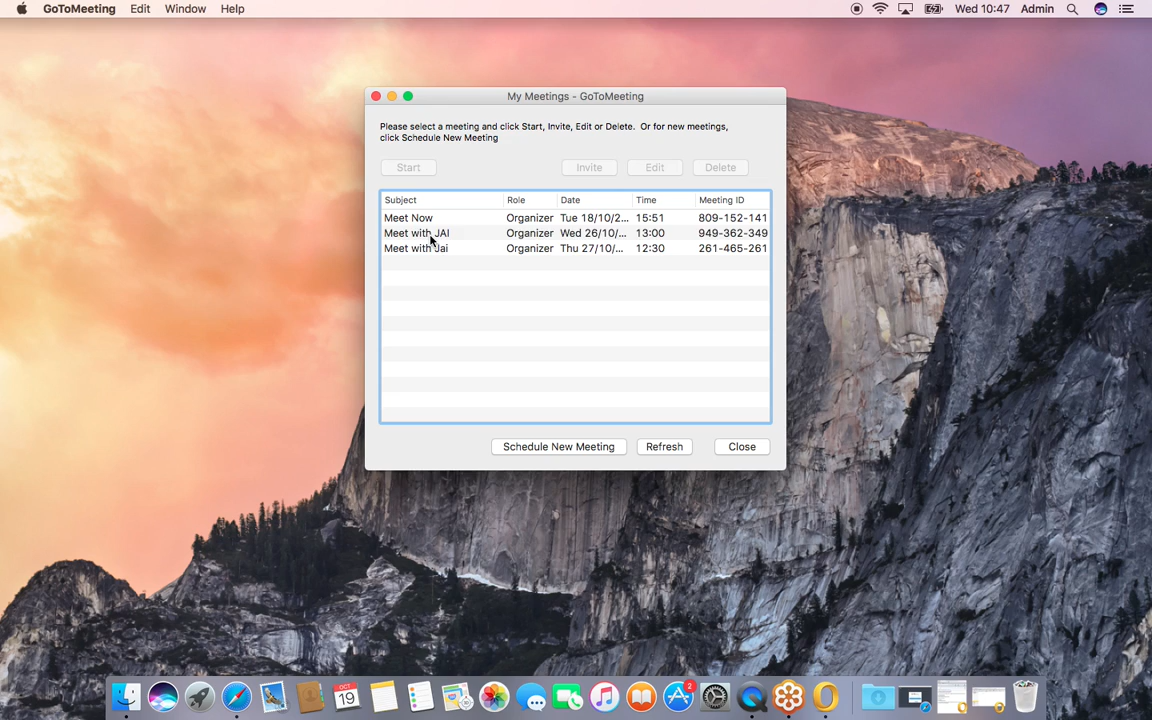 GoToMeeting Edit Window Help Wed 10:47 Admin
My Meetings - GoToMeeting
Please select a meeting and click Start, Invite, Edit or Delete. Or for new meetings,
click Schedule New Meeting
Start Invite Edit Delete
Subject Role Date Time Meeting ID
Meet Now Organizer Tue 18/10/2... 15:51 809-152-141
Meet with JAI Organizer Wed 26/10/... 13:00 949-362-349
Meet with Jai Organizer Thu 27/10/... 12:30 261-465-261
Schedule New Meeting Refresh Close
OCT
19
2